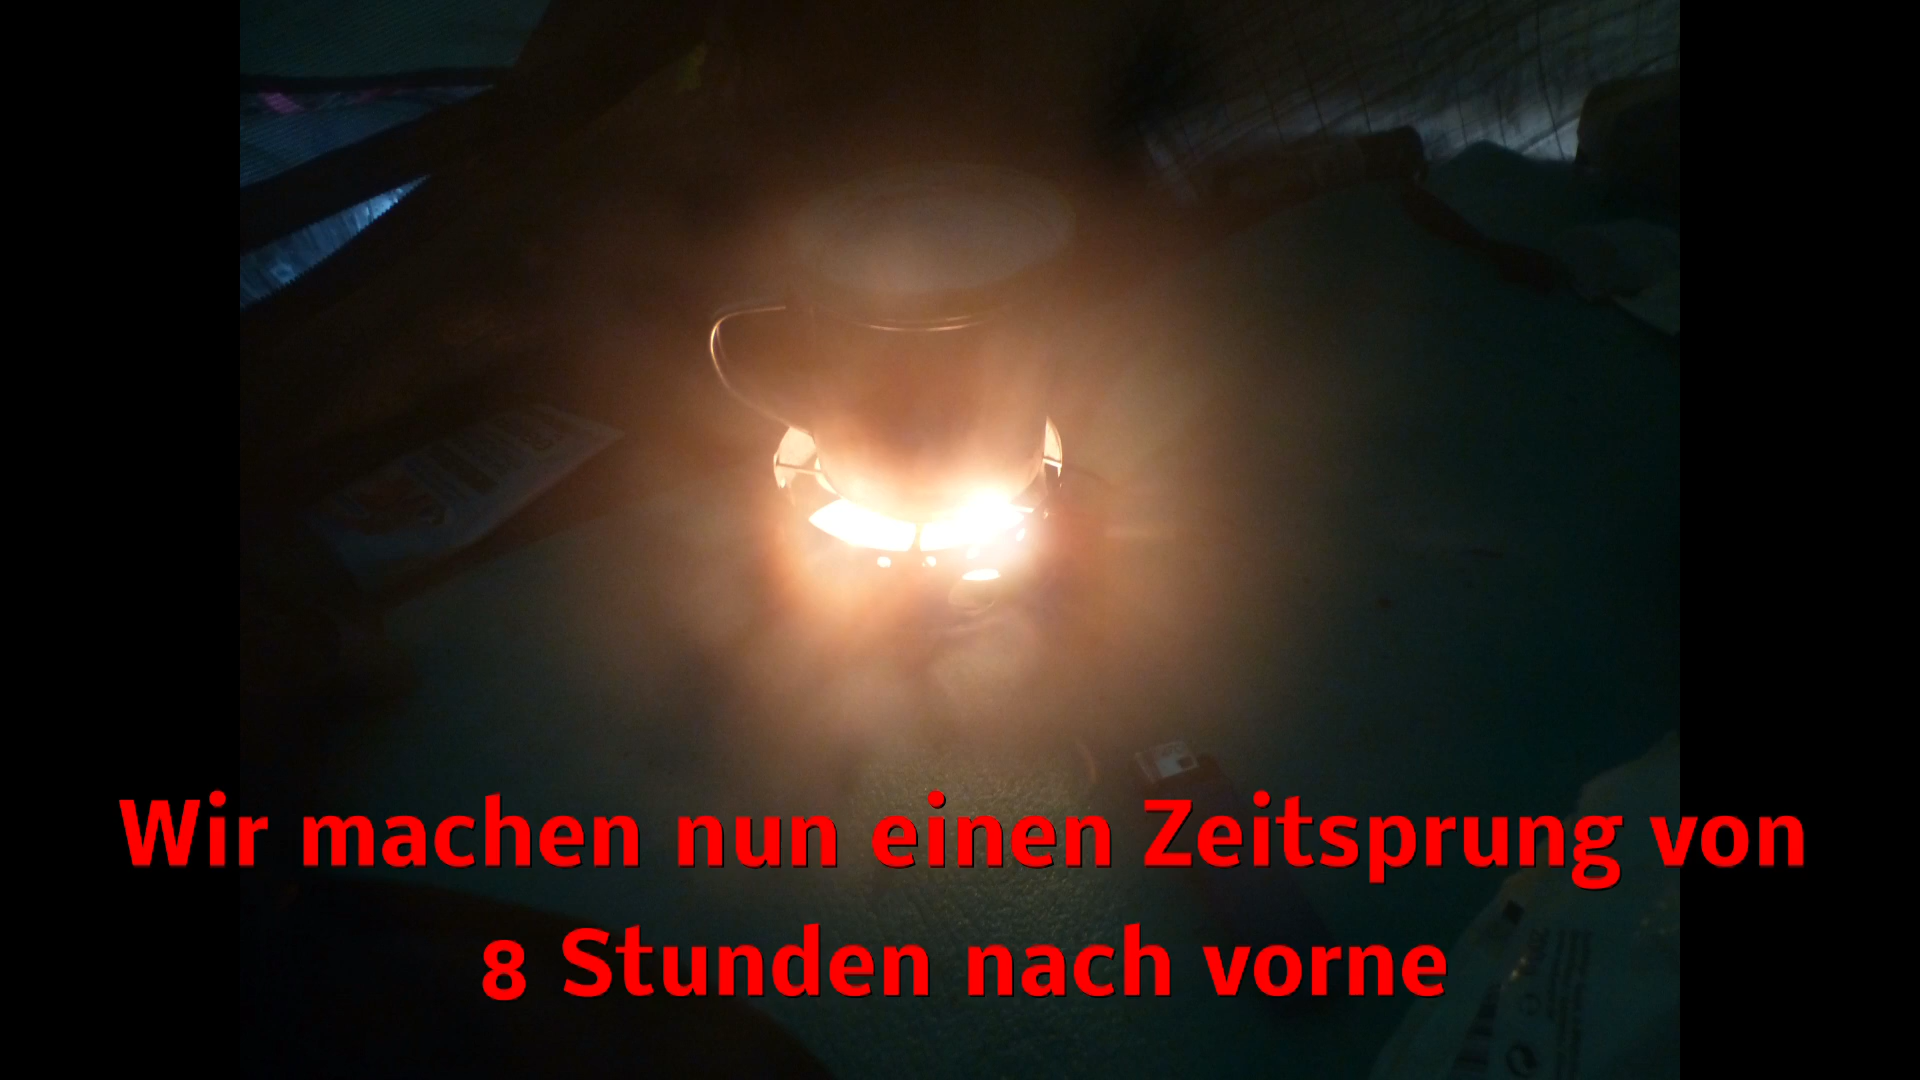 Wir machen nun einen Zeitsprung von
8 Stunden nach vorne